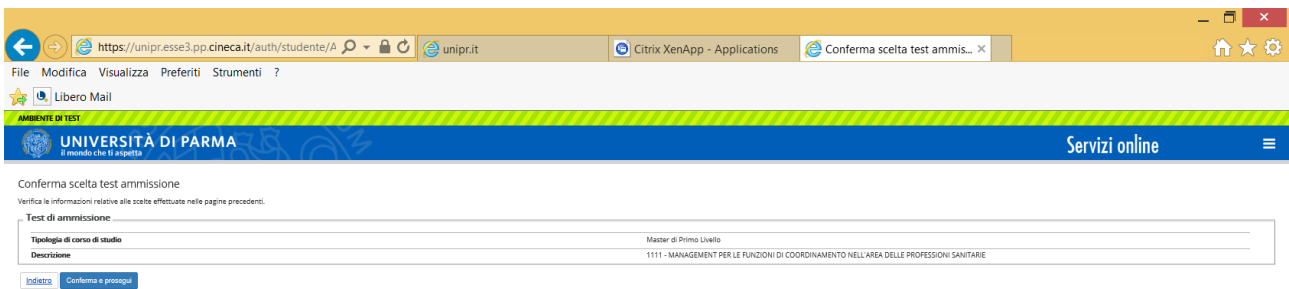 https://unipr.esse3.pp.cineca.it/auth/studente/A
unipr.it
Citrix XenApp - Applications
Conferma scelta test ammis...
File Modifica Visualizza Preferiti Strumenti ?
Libero Mail
AMBIENTE DI TEST
UNIVERSITÀ DI PARMA
il mondo che ti aspetta
Servizi online
Conferma scelta test ammissione
Verifica le informazioni relative alle scelte effettuate nelle pagine precedenti.
Test di ammissione
Tipologia di corso di studio Master di Primo Livello
Descrizione 1111 - MANAGEMENT PER LE FUNZIONI DI COORDINAMENTO NELL'AREA DELLE PROFESSIONI SANITARIE
Indietro Conferma e prosegui